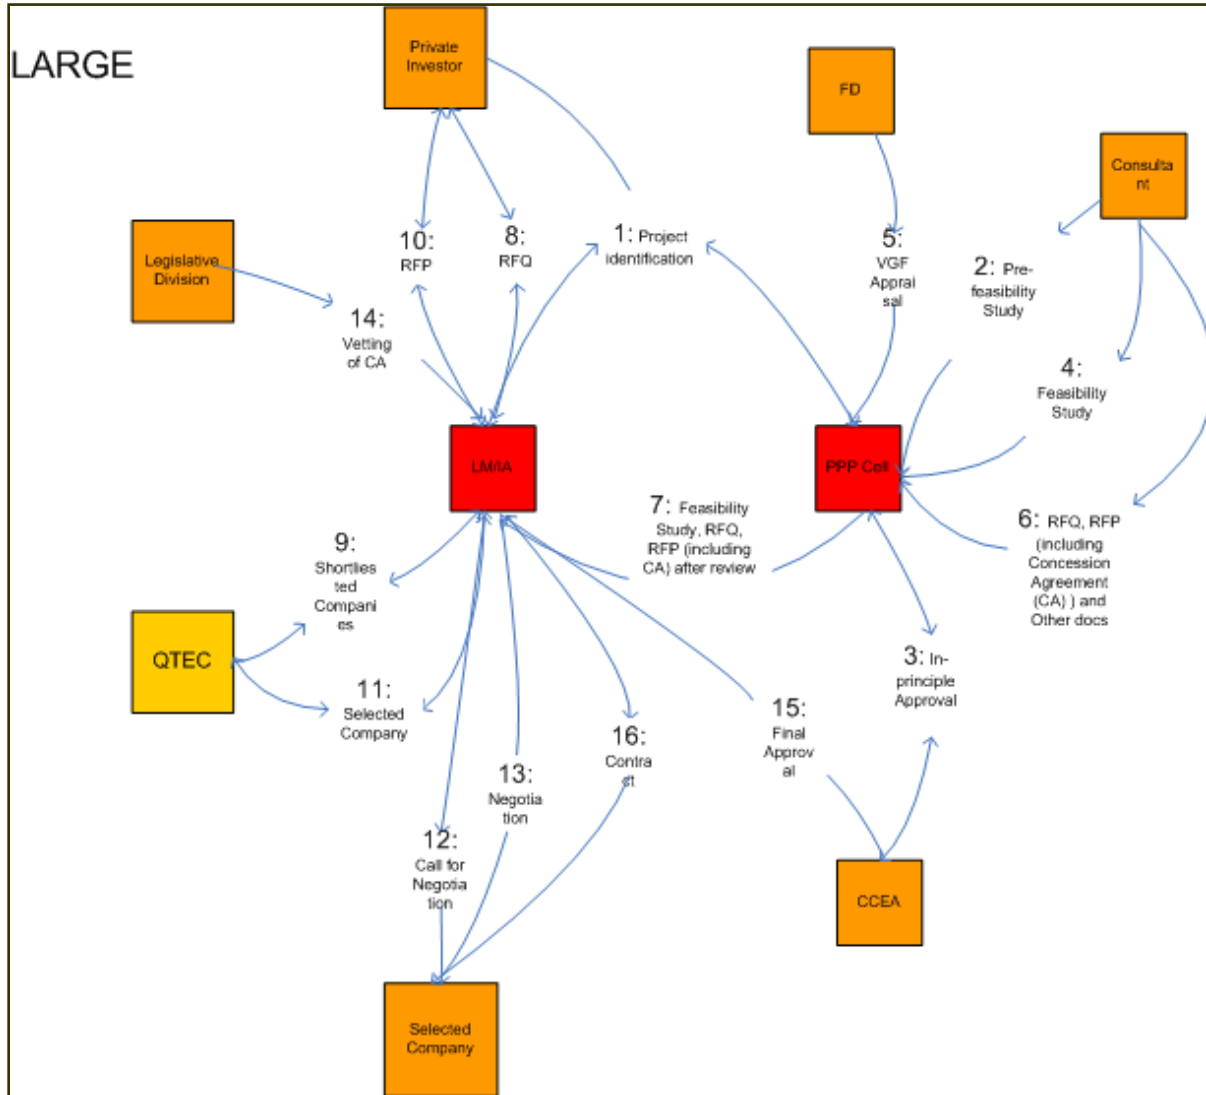 LARGE
Private
Investor
FD
Consulta
nt
Legislative
Division
10:
RFP
8:
RFQ
1: Project
identification
5:
VGF
Apprai
sal
2: Pre-
feasibility
Study
14:
Vetting
of CA
4:
Feasibility
Study
LM/IA
PPP Cell
7: Feasibility
Study, RFQ,
RFP (including
CA) after review
6: RFQ, RFP
(including
Concession
Agreement
(CA) ) and
Other docs
9:
Shortlies
ted
Compani
es
QTEC
11:
Selected
Company
3: In-
principle
Approval
15:
Final
Approv
al
16:
Contra
ct
13:
Negotia
tion
12:
Call for
Negotia
tion
CCEA
Selected
Company